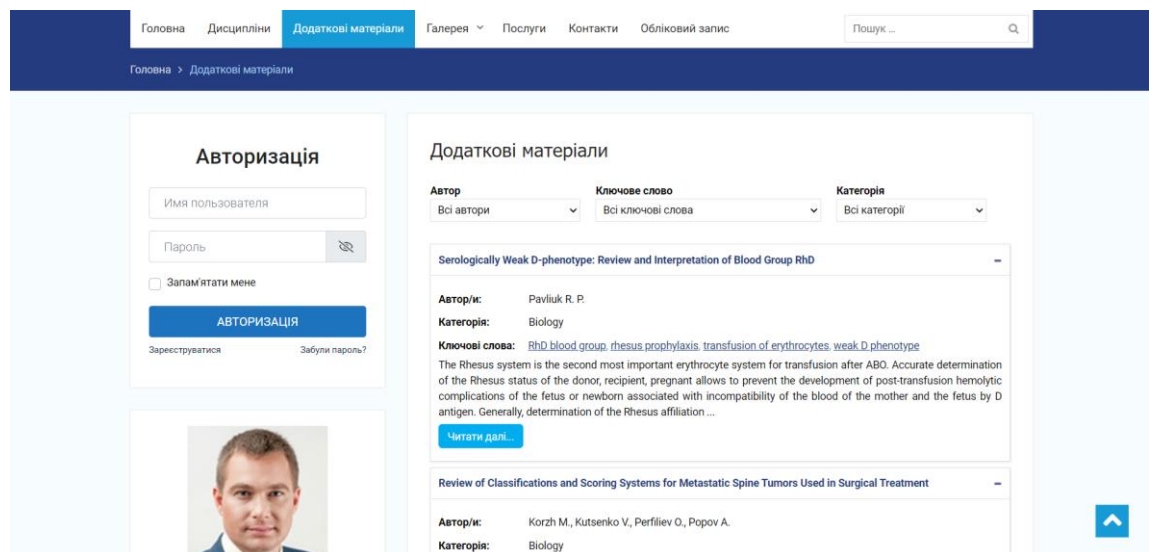 Головна Дисципліни Додаткові матеріали Галерея Послуги Контакти Обліковий запис Пошук ...
Головна > Додаткові матеріали
Авторизація
Имя пользователя
Пароль
Запам'ятати мене
АВТОРИЗАЦІЯ
Зареєструватися Забули пароль?
Додаткові матеріали
Автор Ключове слово Категорія
Всі автори Всі ключові слова Всі категорії
Serologically Weak D-phenotype: Review and Interpretation of Blood Group RhD
Автор/и: Pavliuk R. P.
Категорія: Biology
Ключові слова: RhD blood group, rhesus prophylaxis, transfusion of erythrocytes, weak D phenotype
The Rhesus system is the second most important erythrocyte system for transfusion after ABO. Accurate determination
of the Rhesus status of the donor, recipient, pregnant allows to prevent the development of post-transfusion hemolytic
complications of the fetus or newborn associated with incompatibility of the blood of the mother and the fetus by D
antigen. Generally, determination of the Rhesus affiliation ...
Читати далі...
Review of Classifications and Scoring Systems for Metastatic Spine Tumors Used in Surgical Treatment
Автор/и: Korzh M., Kutsenko V., Perfiliev O., Popov A.
Категорія: Biology